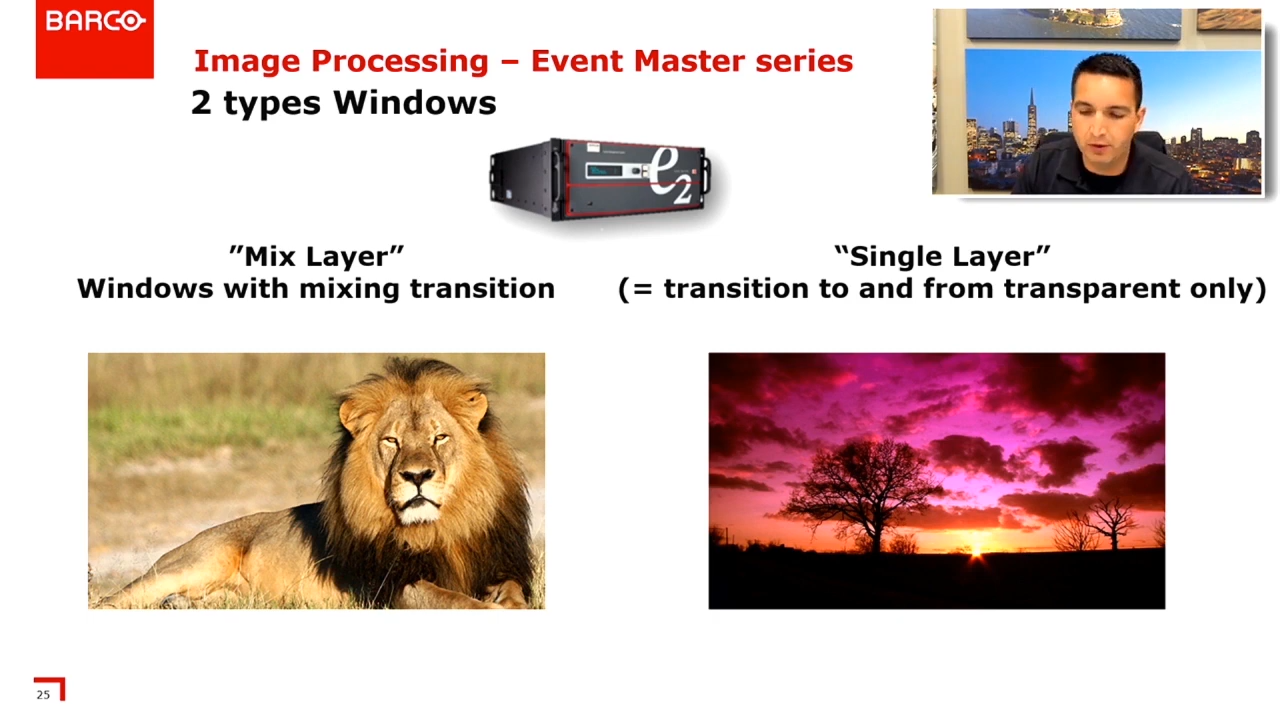 BARCO
Image Processing – Event Master series
2 types Windows
e2
”Mix Layer”
Windows with mixing transition
“Single Layer”
(= transition to and from transparent only)
25